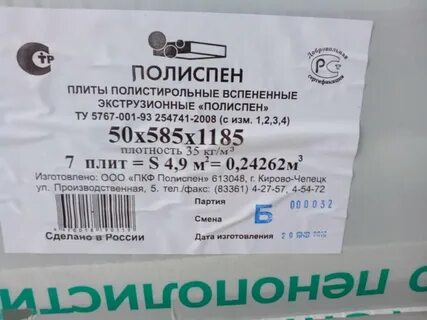 ПОЛИСПЕН
Добровольная
сертификация
ПЛИТЫ ПОЛИСТИРОЛЬНЫЕ ВСПЕНЕННЫЕ
ЭКСТРУЗИОННЫЕ «ПОЛИСПЕН»
ТУ 5767-001-93 254741-2008 (с изм. 1,2,3,4)
50x585x1185
плотность 35 кг/м³
7 плит = S 4,9 м² = 0,24262м³
Изготовлено: ООО «ПКФ Полиспен» 613048, г. Кирово-Чепецк
ул. Производственная, 5. тел./факс: (83361) 4-27-57, 4-54-72
Партия
Б 000032
Смена
Дата изготовления
Сделано в России
пенополисти